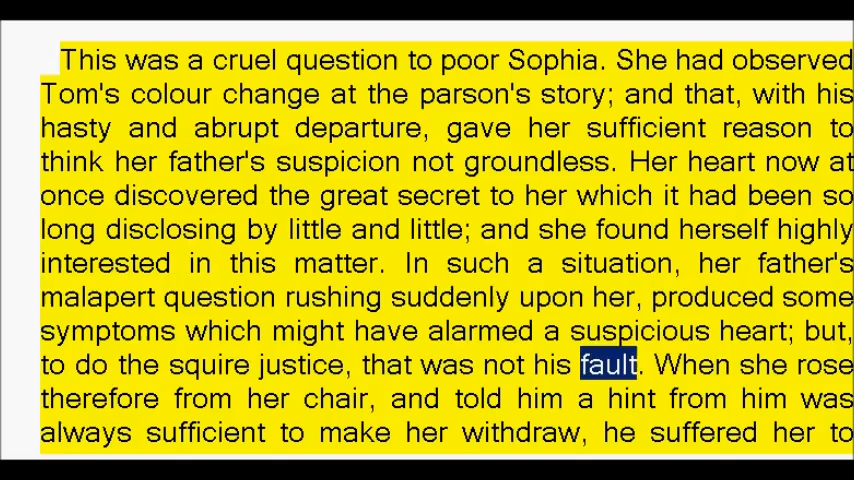 This was a cruel question to poor Sophia. She had observed
Tom's colour change at the parson's story; and that, with his
hasty and abrupt departure, gave her sufficient reason to
think her father's suspicion not groundless. Her heart now at
once discovered the great secret to her which it had been so
long disclosing by little and little; and she found herself highly
interested in this matter. In such a situation, her father's
malapert question rushing suddenly upon her, produced some
symptoms which might have alarmed a suspicious heart; but,
to do the squire justice, that was not his fault. When she rose
therefore from her chair, and told him a hint from him was
always sufficient to make her withdraw, he suffered her to